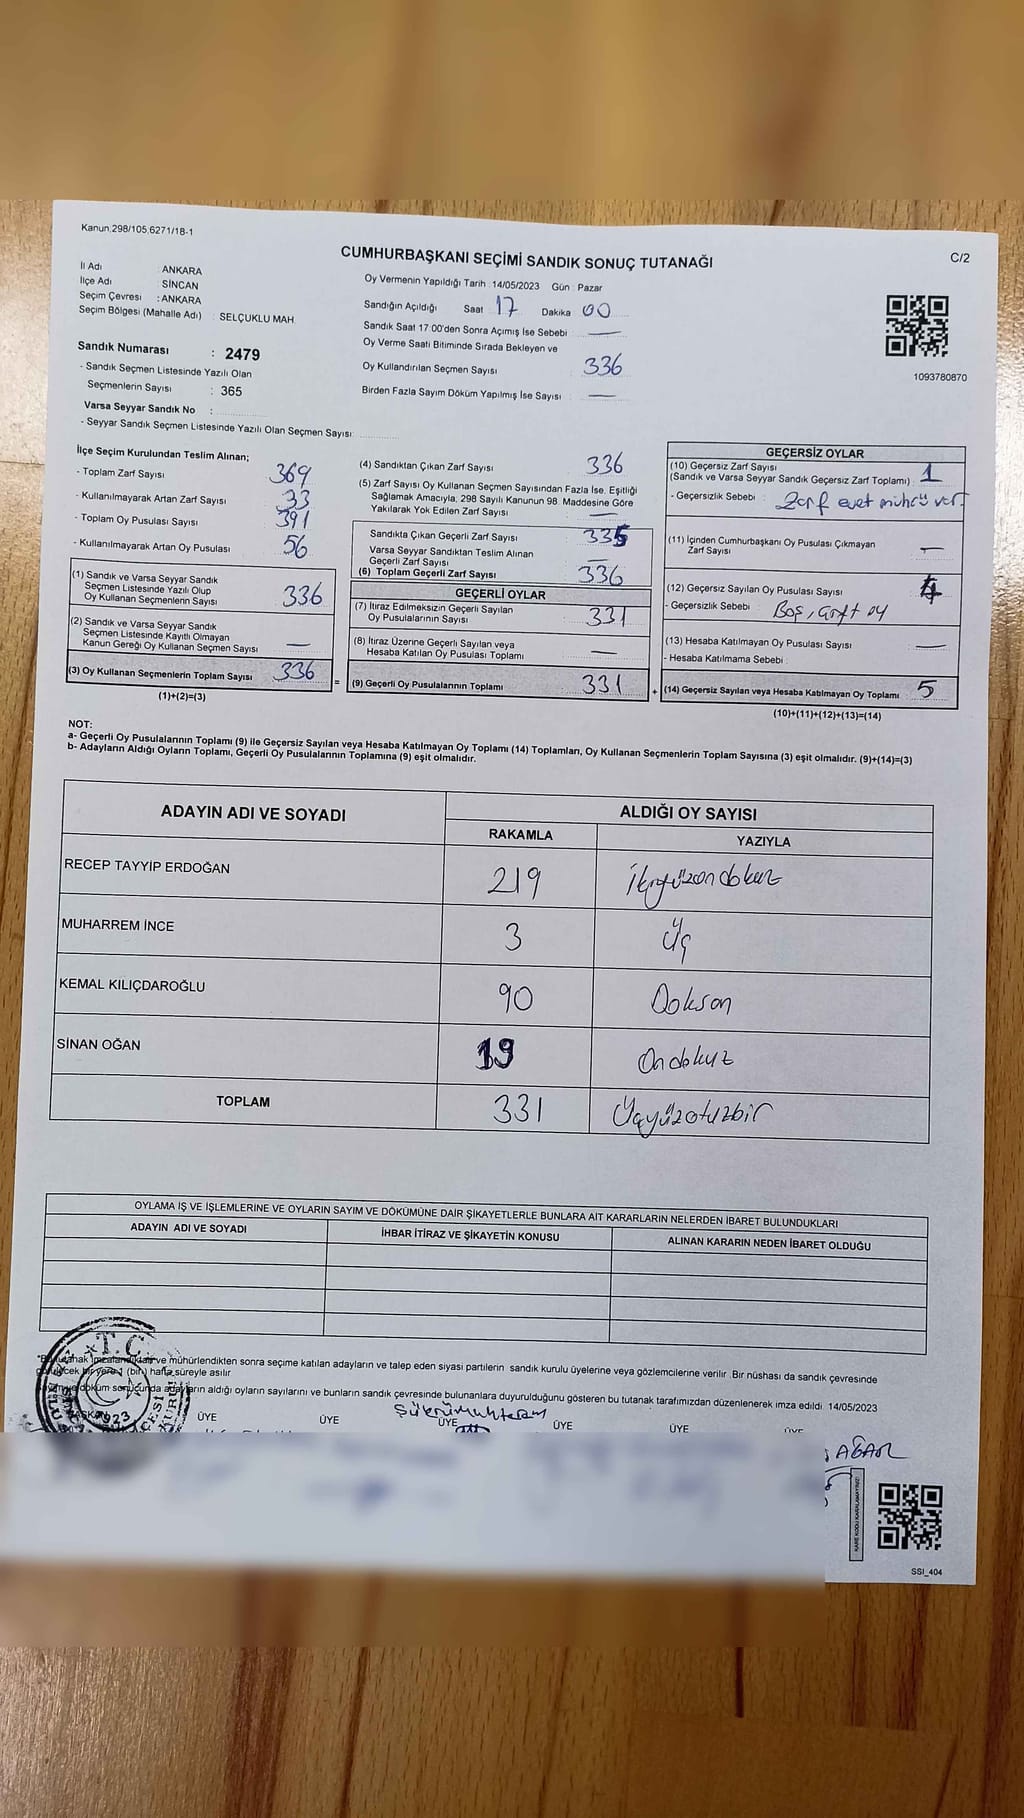 Kanun 298/105,6271/18-1
C/2
CUMHURBAŞKANI SEÇİMİ SANDIK SONUÇ TUTANAĞI
İl Adı : ANKARA
İlçe Adı : SİNCAN
Seçim Çevresi : ANKARA
Seçim Bölgesi (Mahalle Adı) : SELÇUKLU MAH.
Sandık Numarası : 2479
- Sandık Seçmen Listesinde Yazılı Olan
Seçmenlerin Sayısı : 365
Varsa Seyyar Sandık No :
- Seyyar Sandık Seçmen Listesinde Yazılı Olan Seçmen Sayısı:
Oy Vermenin Yapıldığı Tarih : 14/05/2023 Gün : Pazar
Sandığın Açıldığı Saat 17 Dakika 00
Sandık Saat 17:00'den Sonra Açımış İse Sebebi —
Oy Verme Saati Bitiminde Sırada Bekleyen ve
Oy Kullandırılan Seçmen Sayısı 336
Birden Fazla Sayım Döküm Yapılmış İse Sayısı —
1093780870
İlçe Seçim Kurulundan Teslim Alınan;
- Toplam Zarf Sayısı 369
- Kullanılmayarak Artan Zarf Sayısı 33
- Toplam Oy Pusulası Sayısı 391
- Kullanılmayarak Artan Oy Pusulası 56
(1) Sandık ve Varsa Seyyar Sandık
Seçmen Listesinde Yazılı Olup
Oy Kullanan Seçmenlerin Sayısı 336
(2) Sandık ve Varsa Seyyar Sandık
Seçmen Listesinde Kayıtlı Olmayan
Kanun Gereği Oy Kullanan Seçmen Sayısı —
(3) Oy Kullanan Seçmenlerin Toplam Sayısı 336
(1)+(2)=(3)
(4) Sandıktan Çıkan Zarf Sayısı 336
(5) Zarf Sayısı Oy Kullanan Seçmen Sayısından Fazla İse, Eşitliği
Sağlamak Amacıyla; 298 Sayılı Kanunun 98. Maddesine Göre
Yakılarak Yok Edilen Zarf Sayısı —
Sandıkta Çıkan Geçerli Zarf Sayısı 335
Varsa Seyyar Sandıktan Teslim Alınan
Geçerli Zarf Sayısı
(6) Toplam Geçerli Zarf Sayısı 336
GEÇERLİ OYLAR
(7) İtiraz Edilmeksizin Geçerli Sayılan
Oy Pusulalarının Sayısı 331
(8) İtiraz Üzerine Geçerli Sayılan veya
Hesaba Katılan Oy Pusulası Toplamı —
= (9) Geçerli Oy Pusulalarının Toplamı 331
GEÇERSİZ OYLAR
(10) Geçersiz Zarf Sayısı
(Sandık ve Varsa Seyyar Sandık Geçersiz Zarf Toplamı) 1
- Geçersizlik Sebebi : Zarf evet mühürü var
(11) İçinden Cumhurbaşkanı Oy Pusulası Çıkmayan
Zarf Sayısı —
(12) Geçersiz Sayılan Oy Pusulası Sayısı 4
- Geçersizlik Sebebi : Boş, çift oy
(13) Hesaba Katılmayan Oy Pusulası Sayısı —
- Hesaba Katılmama Sebebi :
+ (14) Geçersiz Sayılan veya Hesaba Katılmayan Oy Toplamı 5
(10)+(11)+(12)+(13)=(14)
NOT:
a- Geçerli Oy Pusulalarının Toplamı (9) ile Geçersiz Sayılan veya Hesaba Katılmayan Oy Toplamı (14) Toplamları, Oy Kullanan Seçmenlerin Toplam Sayısına (3) eşit olmalıdır. (9)+(14)=(3)
b- Adayların Aldığı Oyların Toplamı, Geçerli Oy Pusulalarının Toplamına (9) eşit olmalıdır.
ADAYIN ADI VE SOYADI ALDIĞI OY SAYISI
RAKAMLA YAZIYLA
RECEP TAYYİP ERDOĞAN 219 ikiyüzondokuz
MUHARREM İNCE 3 üç
KEMAL KILIÇDAROĞLU 90 Doksan
SİNAN OĞAN 19 Ondokuz
TOPLAM 331 Üçyüzotuzbir
OYLAMA İŞ VE İŞLEMLERİNE VE OYLARIN SAYIM VE DÖKÜMÜNE DAİR ŞİKAYETLERLE BUNLARA AİT KARARLARIN NELERDEN İBARET BULUNDUKLARI
ADAYIN ADI VE SOYADI İHBAR İTİRAZ VE ŞİKAYETİN KONUSU ALINAN KARARIN NEDEN İBARET OLDUĞU
ve mühürlendikten sonra seçime katılan adayların ve talep eden siyasi partilerin sandık kurulu üyelerine veya gözlemcilerine verilir. Bir nüshası da sandık çevresinde
(bir) hafta süreyle asılır.
döküm sonucunda adayların aldığı oyların sayılarını ve bunların sandık çevresinde bulunanlara duyurulduğunu gösteren bu tutanak tarafımızdan düzenlenerek imza edildi. 14/05/2023
T.C.
1923
ÜYE ÜYE ÜYE ÜYE ÜYE
AĞAR
KARE KODU KARALAMAYINIZ!
SSI_404